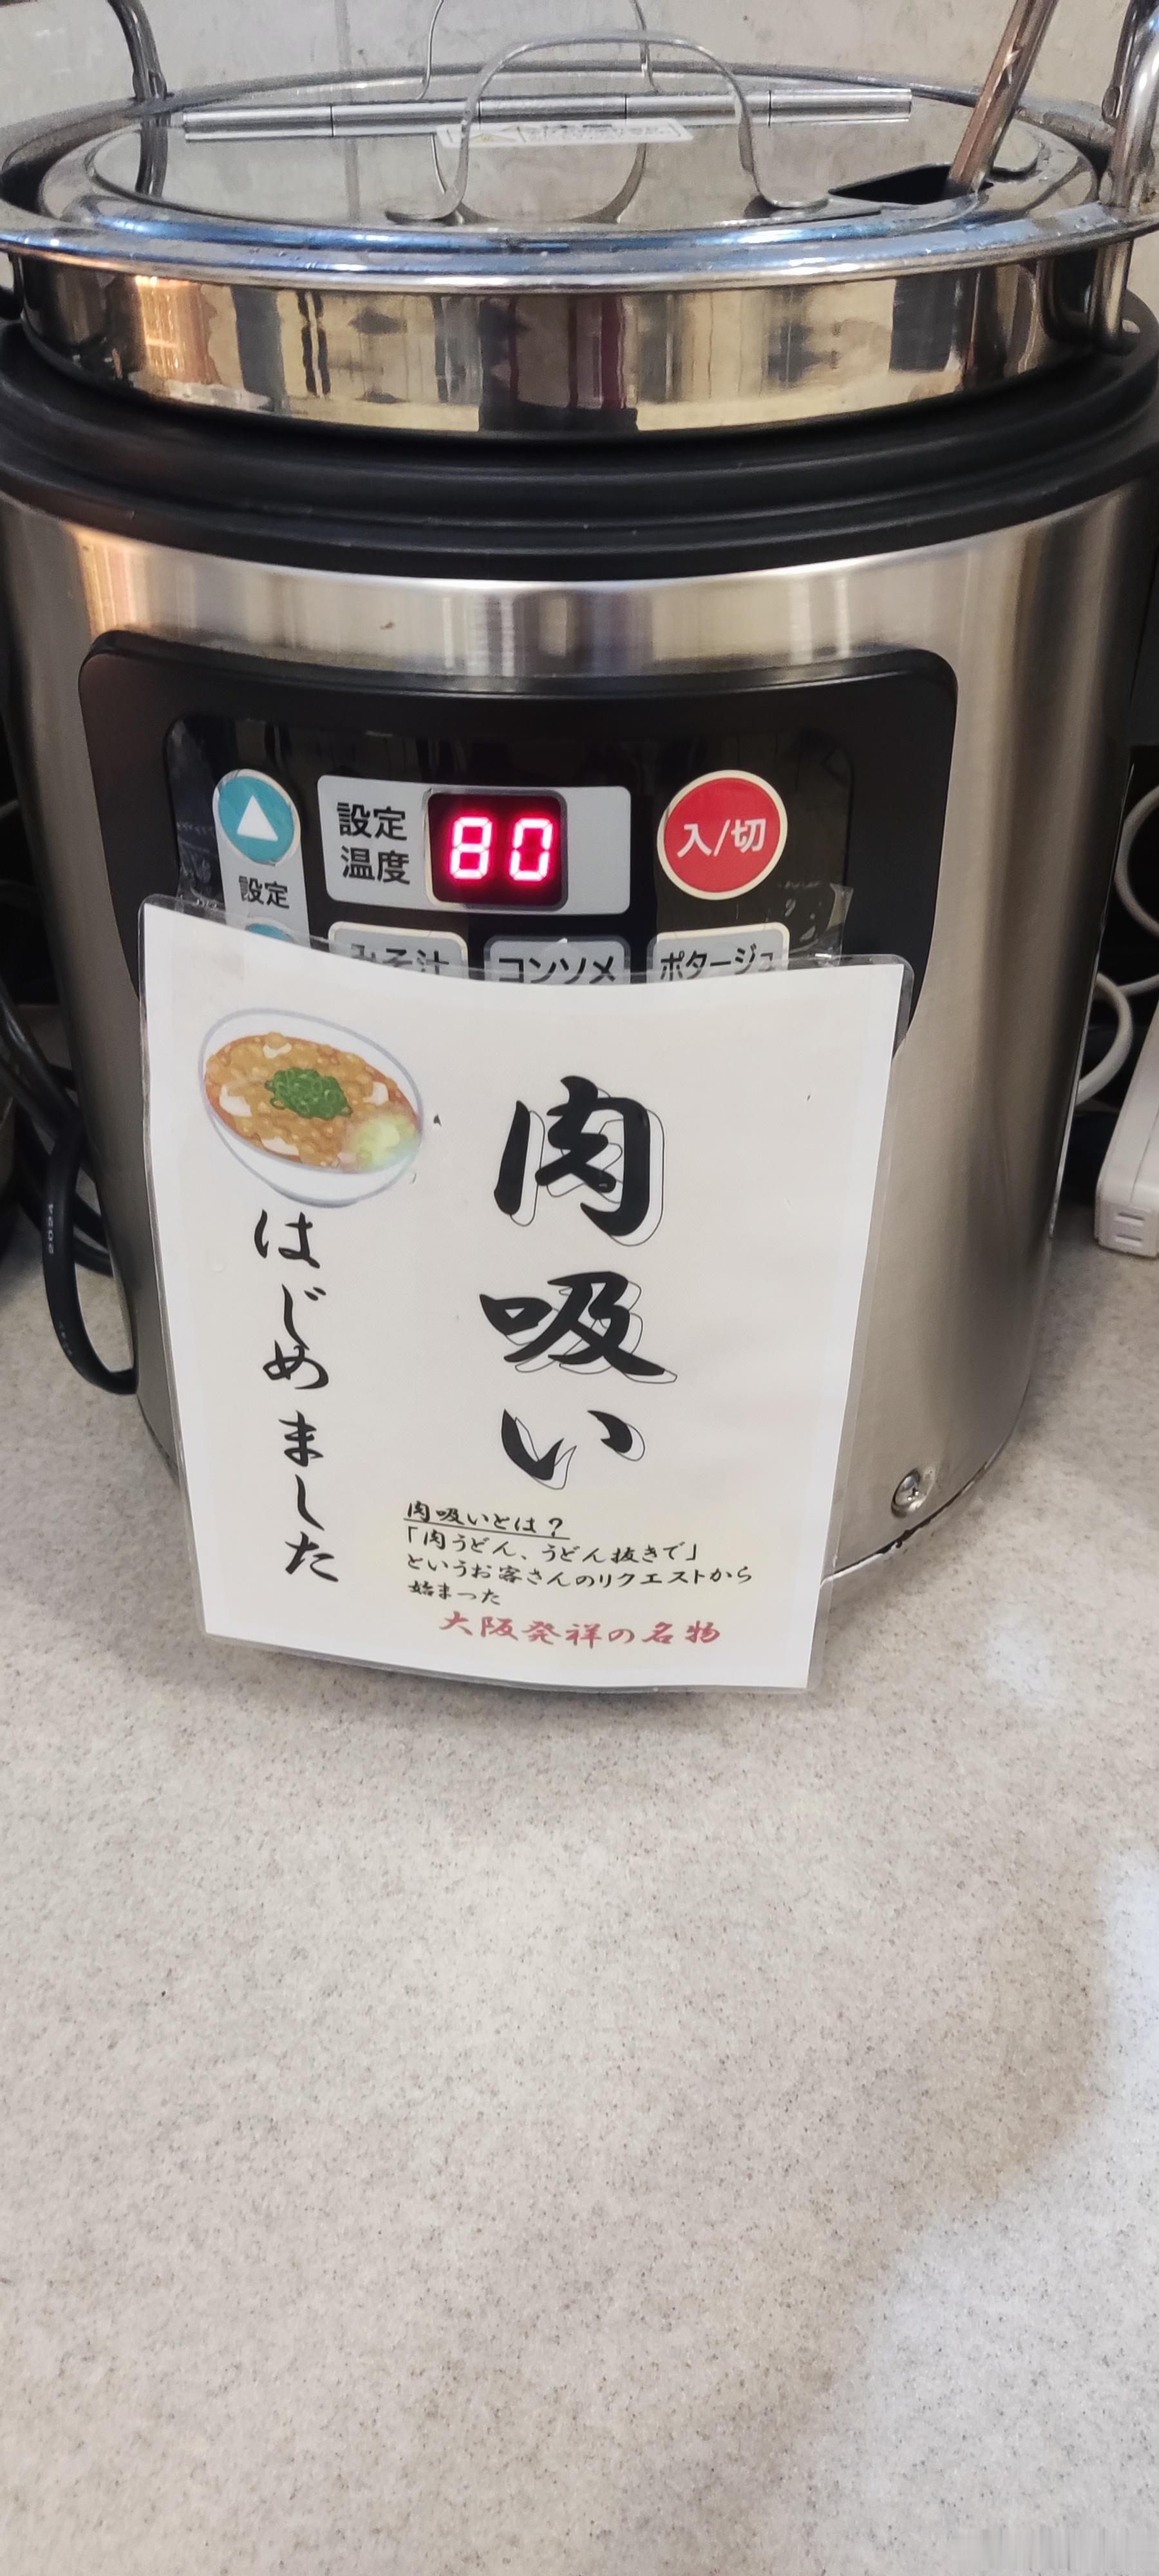 設定
温度
80
入/切
設定
みそ汁
コンソメ
ポタージュ
肉吸い
はじめました
肉吸いとは？
「肉うどん、うどん抜きで」
というお客さんのリクエストから
始まった
大阪発祥の名物
2024